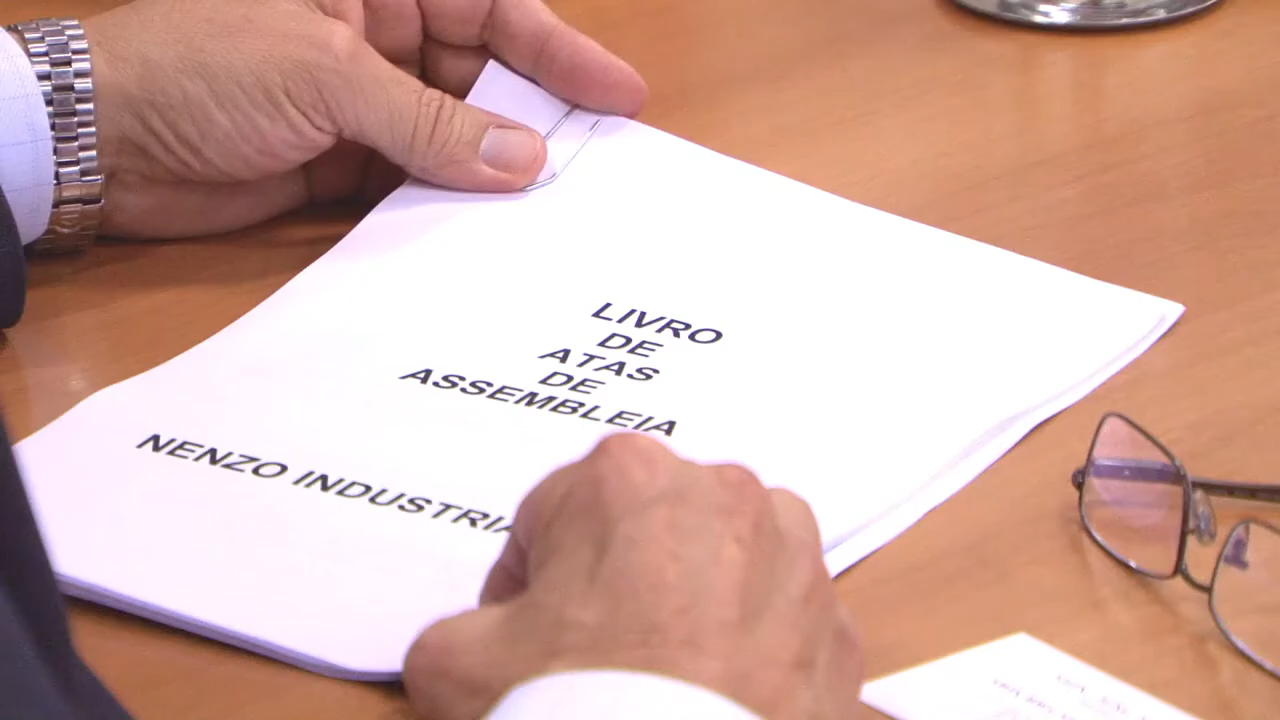 LIVRO
DE
ATAS
DE
ASSEMBLEIA
NENZO INDUSTRIA